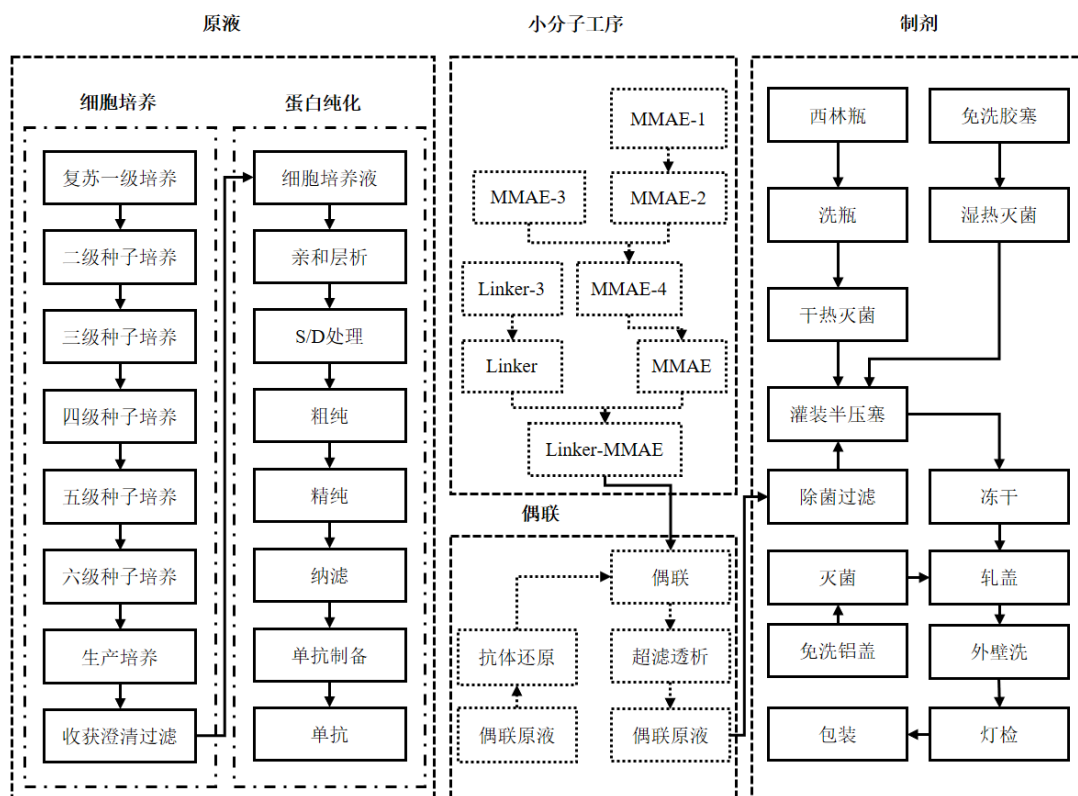 原液
细胞培养
复苏一级培养
二级种子培养
三级种子培养
四级种子培养
五级种子培养
六级种子培养
生产培养
收获澄清过滤
蛋白纯化
细胞培养液
亲和层析
S/D处理
粗纯
精纯
纳滤
单抗制备
单抗
小分子工序
MMAE-1
MMAE-3
MMAE-2
Linker-3
MMAE-4
Linker
MMAE
Linker-MMAE
偶联
偶联
抗体还原
超滤透析
偶联原液
偶联原液
制剂
西林瓶
免洗胶塞
洗瓶
湿热灭菌
干热灭菌
灌装半压塞
除菌过滤
冻干
灭菌
轧盖
免洗铝盖
外壁洗
包装
灯检